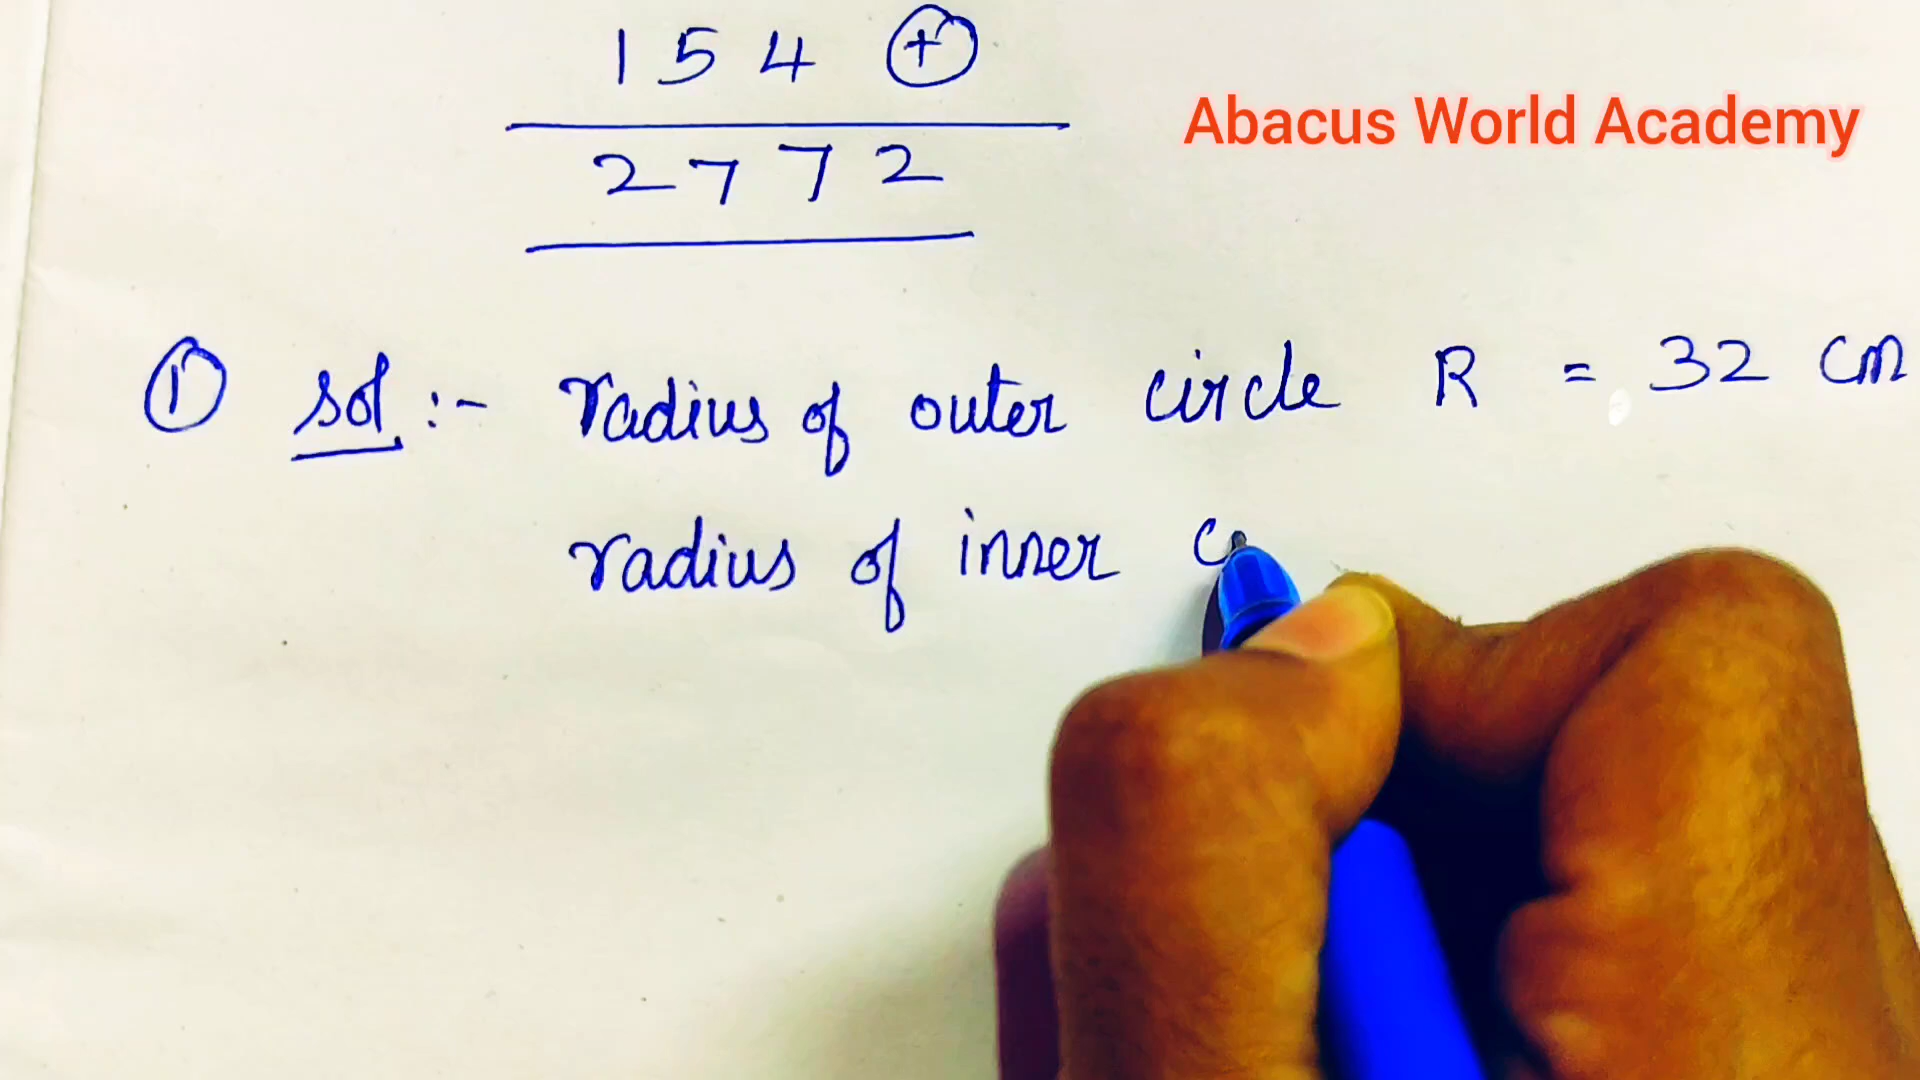 154 +
Abacus World Academy
2772
① Sol :- radius of outer circle R = 32 cm
radius of inner c